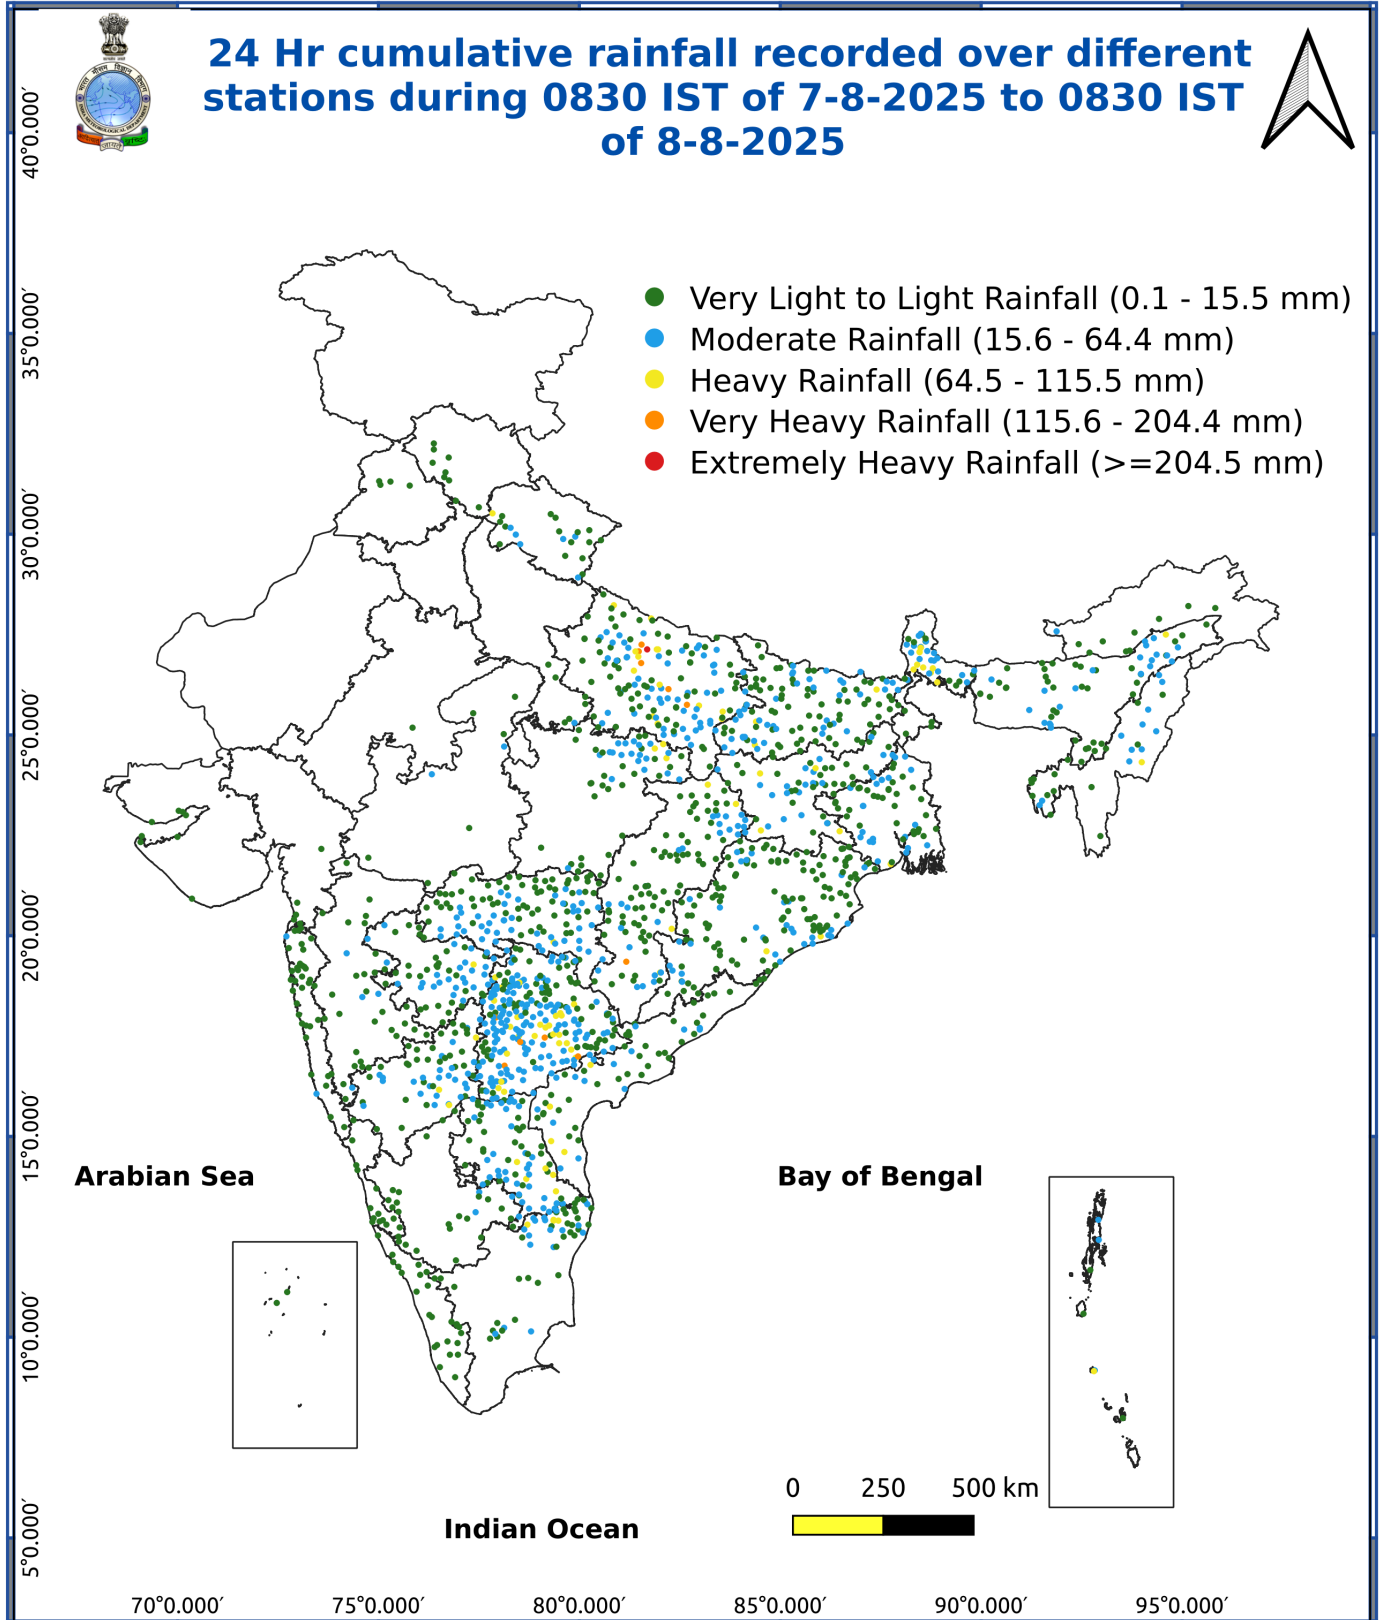 24 Hr cumulative rainfall recorded over different
stations during 0830 IST of 7-8-2025 to 0830 IST
of 8-8-2025
Very Light to Light Rainfall (0.1 - 15.5 mm)
Moderate Rainfall (15.6 - 64.4 mm)
Heavy Rainfall (64.5 - 115.5 mm)
Very Heavy Rainfall (115.6 - 204.4 mm)
Extremely Heavy Rainfall (>=204.5 mm)
40°0.000′
35°0.000′
30°0.000′
25°0.000′
20°0.000′
15°0.000′
10°0.000′
5°0.000′
Arabian Sea
Bay of Bengal
Indian Ocean
0 250 500 km
70°0.000′ 75°0.000′ 80°0.000′ 85°0.000′ 90°0.000′ 95°0.000′